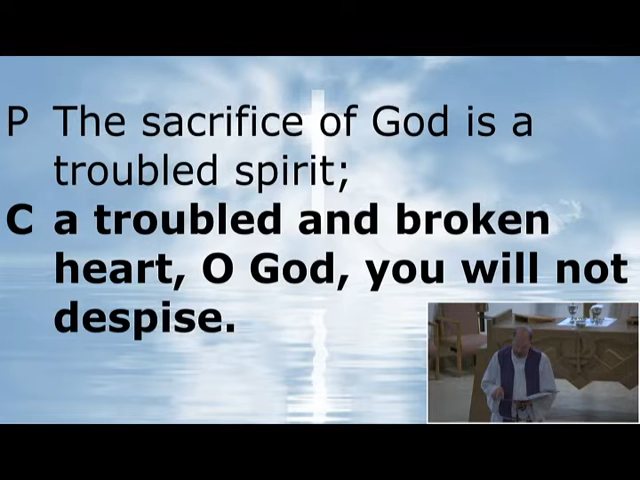 P The sacrifice of God is a
troubled spirit;
C a troubled and broken
heart, O God, you will not
despise.